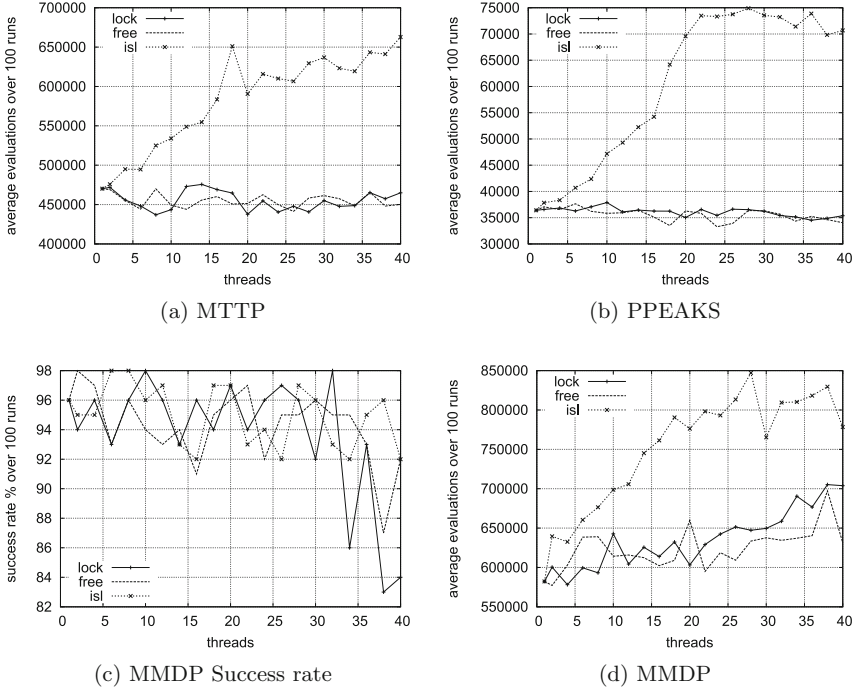 700000
650000
600000
550000
500000
450000
400000
average evaluations over 100 runs
lock
free
isl
0 5 10 15 20 25 30 35 40
threads
(a) MTTP
75000
70000
65000
60000
55000
50000
45000
40000
35000
30000
average evaluations over 100 runs
lock
free
isl
0 5 10 15 20 25 30 35 40
threads
(b) PPEAKS
98
96
94
92
90
88
86
84
82
success rate % over 100 runs
lock
free
isl
0 5 10 15 20 25 30 35 40
threads
(c) MMDP Success rate
850000
800000
750000
700000
650000
600000
550000
average evaluations over 100 runs
lock
free
isl
0 5 10 15 20 25 30 35 40
threads
(d) MMDP